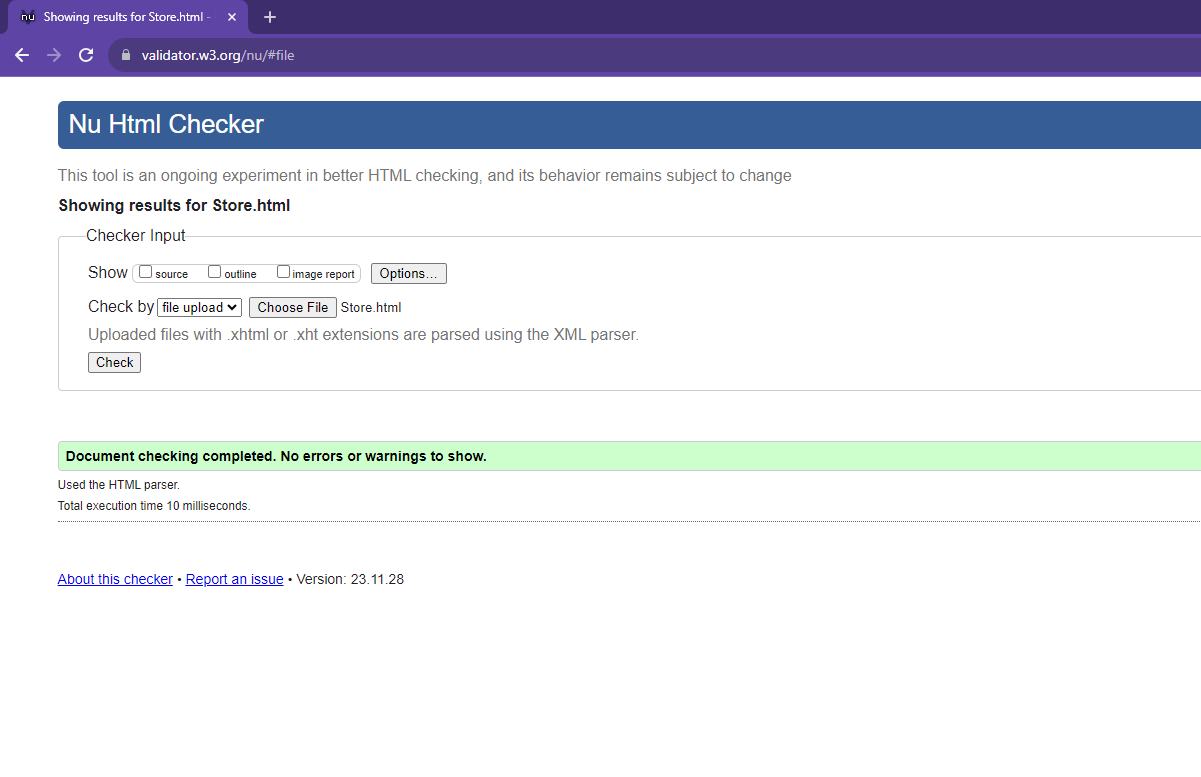 nu Showing results for Store.html -
validator.w3.org/nu/#file
Nu Html Checker
This tool is an ongoing experiment in better HTML checking, and its behavior remains subject to change
Showing results for Store.html
Checker Input
Show source outline image report Options...
Check by file upload Choose File Store.html
Uploaded files with .xhtml or .xht extensions are parsed using the XML parser.
Check
Document checking completed. No errors or warnings to show.
Used the HTML parser.
Total execution time 10 milliseconds.
About this checker • Report an issue • Version: 23.11.28